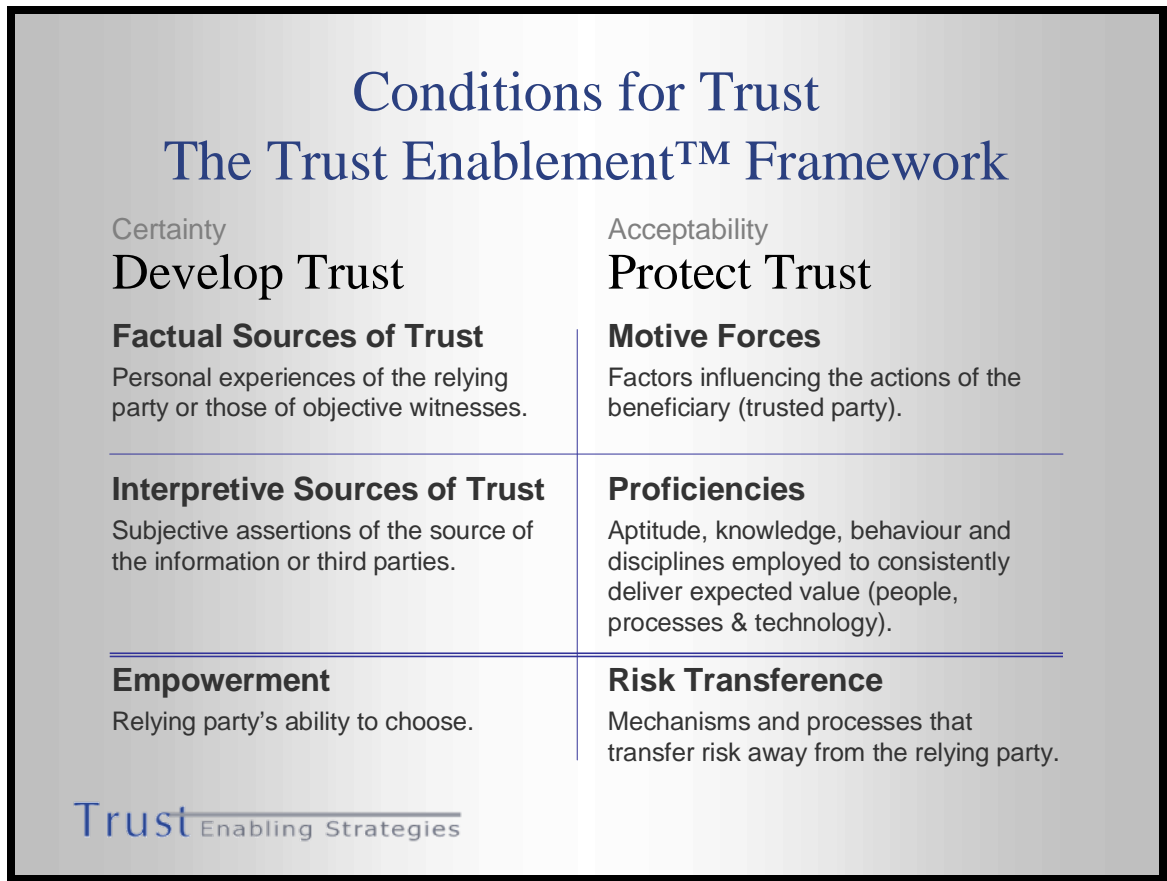 Conditions for Trust
The Trust Enablement™ Framework
Certainty
Develop Trust
Factual Sources of Trust
Personal experiences of the relying
party or those of objective witnesses.
Interpretive Sources of Trust
Subjective assertions of the source of
the information or third parties.
Empowerment
Relying party's ability to choose.
Acceptability
Protect Trust
Motive Forces
Factors influencing the actions of the
beneficiary (trusted party).
Proficiencies
Aptitude, knowledge, behaviour and
disciplines employed to consistently
deliver expected value (people,
processes & technology).
Risk Transference
Mechanisms and processes that
transfer risk away from the relying party.
Trust Enabling Strategies